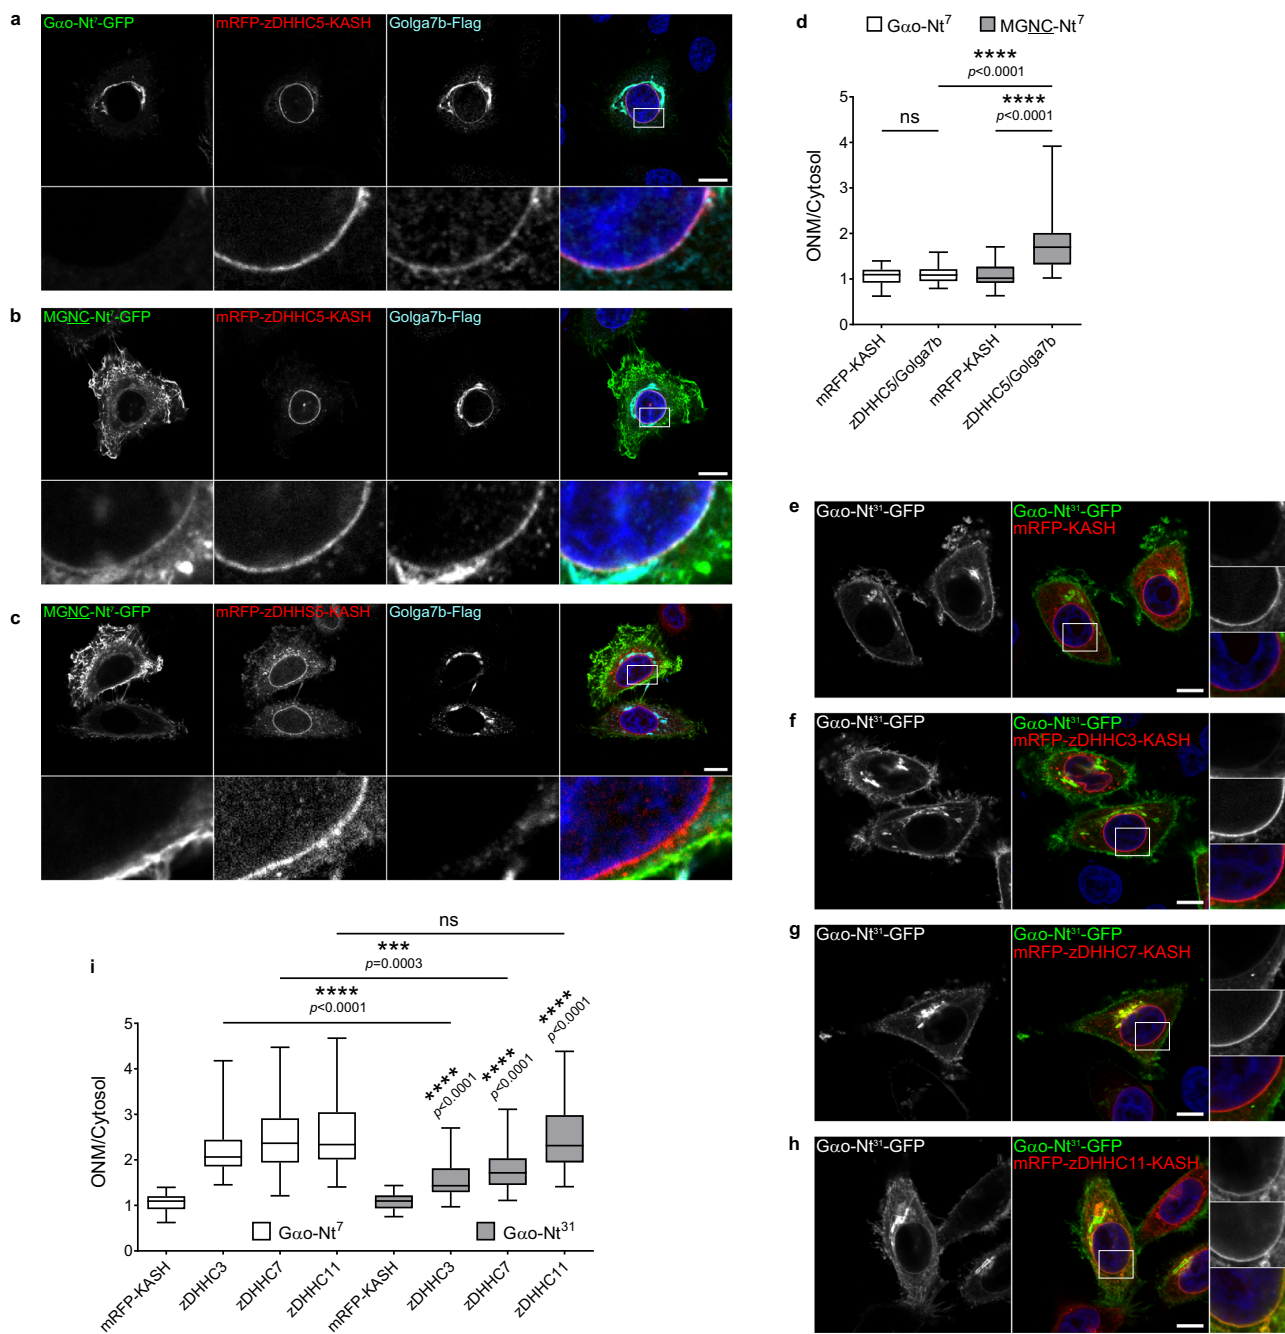 a
Gαo-Nt⁷-GFP
mRFP-zDHHC5-KASH
Golga7b-Flag
b
MGNC-Nt⁷-GFP
mRFP-zDHHC5-KASH
Golga7b-Flag
c
MGNC-Nt⁷-GFP
mRFP-zDHHS5-KASH
Golga7b-Flag
d
Gαo-Nt⁷
MGNC-Nt⁷
****
p<0.0001
****
p<0.0001
ns
5
4
3
2
1
0
ONM/Cytosol
mRFP-KASH
zDHHC5/Golga7b
mRFP-KASH
zDHHC5/Golga7b
e
Gαo-Nt³¹-GFP
Gαo-Nt³¹-GFP
mRFP-KASH
f
Gαo-Nt³¹-GFP
Gαo-Nt³¹-GFP
mRFP-zDHHC3-KASH
g
Gαo-Nt³¹-GFP
Gαo-Nt³¹-GFP
mRFP-zDHHC7-KASH
h
Gαo-Nt³¹-GFP
Gαo-Nt³¹-GFP
mRFP-zDHHC11-KASH
i
ns
***
p=0.0003
****
p<0.0001
****
p<0.0001
****
p<0.0001
****
p<0.0001
5
4
3
2
1
0
ONM/Cytosol
Gαo-Nt⁷
Gαo-Nt³¹
mRFP-KASH
zDHHC3
zDHHC7
zDHHC11
mRFP-KASH
zDHHC3
zDHHC7
zDHHC11